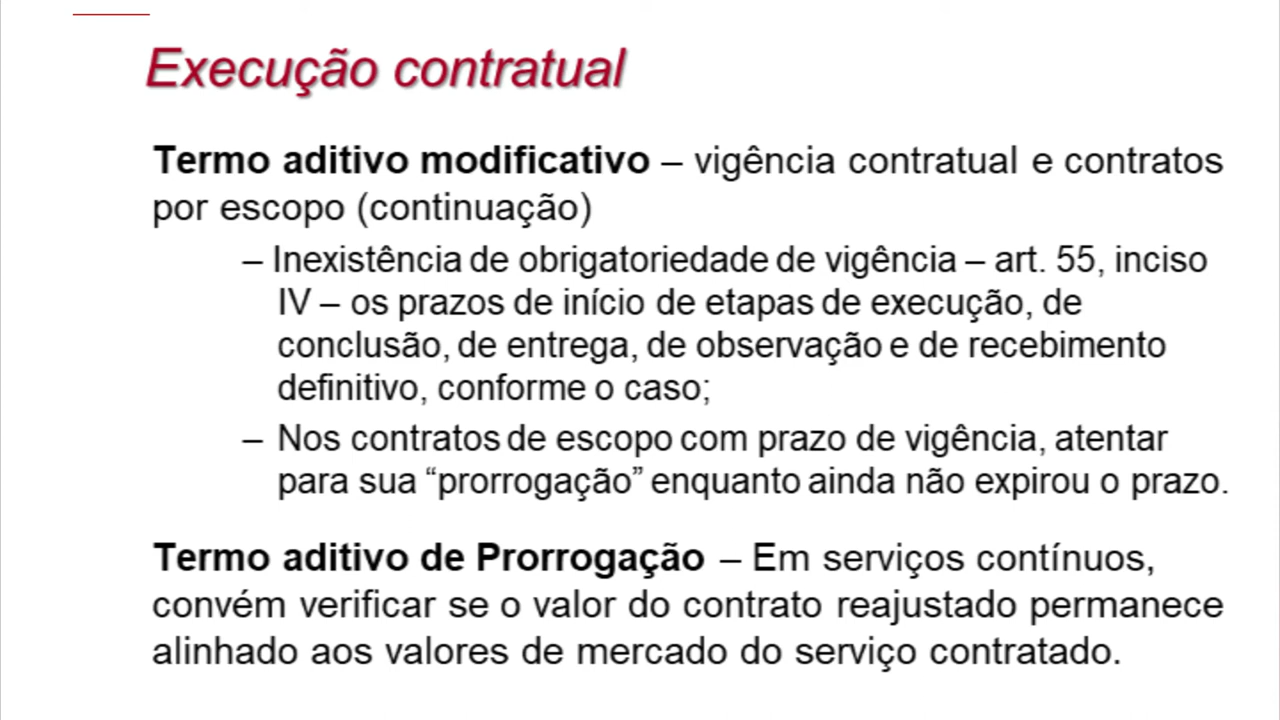 Execução contratual
Termo aditivo modificativo – vigência contratual e contratos
por escopo (continuação)
– Inexistência de obrigatoriedade de vigência – art. 55, inciso
IV – os prazos de início de etapas de execução, de
conclusão, de entrega, de observação e de recebimento
definitivo, conforme o caso;
– Nos contratos de escopo com prazo de vigência, atentar
para sua “prorrogação” enquanto ainda não expirou o prazo.
Termo aditivo de Prorrogação – Em serviços contínuos,
convém verificar se o valor do contrato reajustado permanece
alinhado aos valores de mercado do serviço contratado.